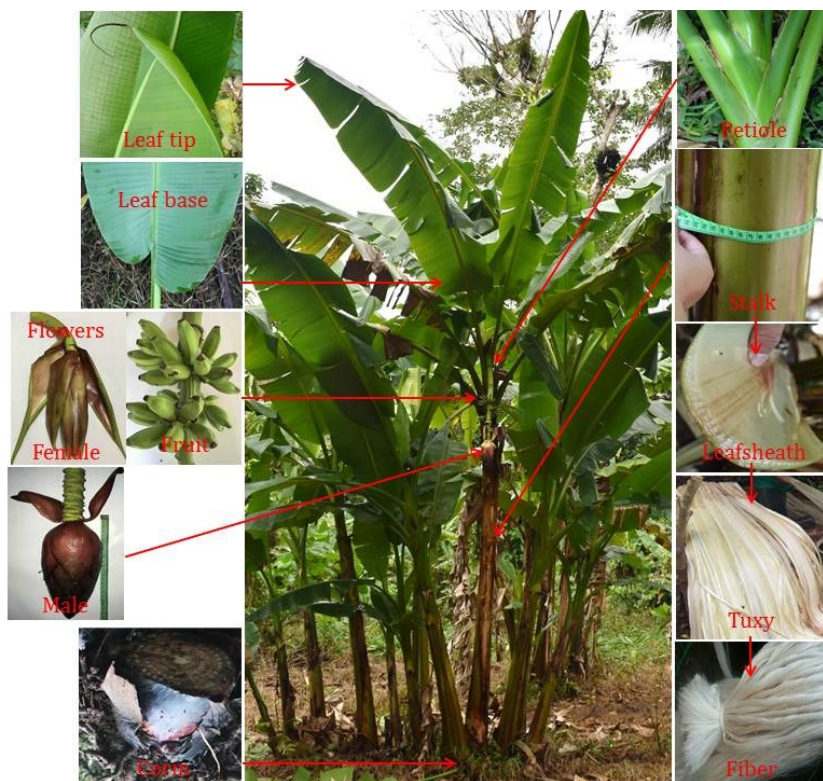 Leaf tip
Leaf base
Flowers
Female
Fruit
Male
Corm
Petiole
Stalk
Leafsheath
Tuxy
Fiber